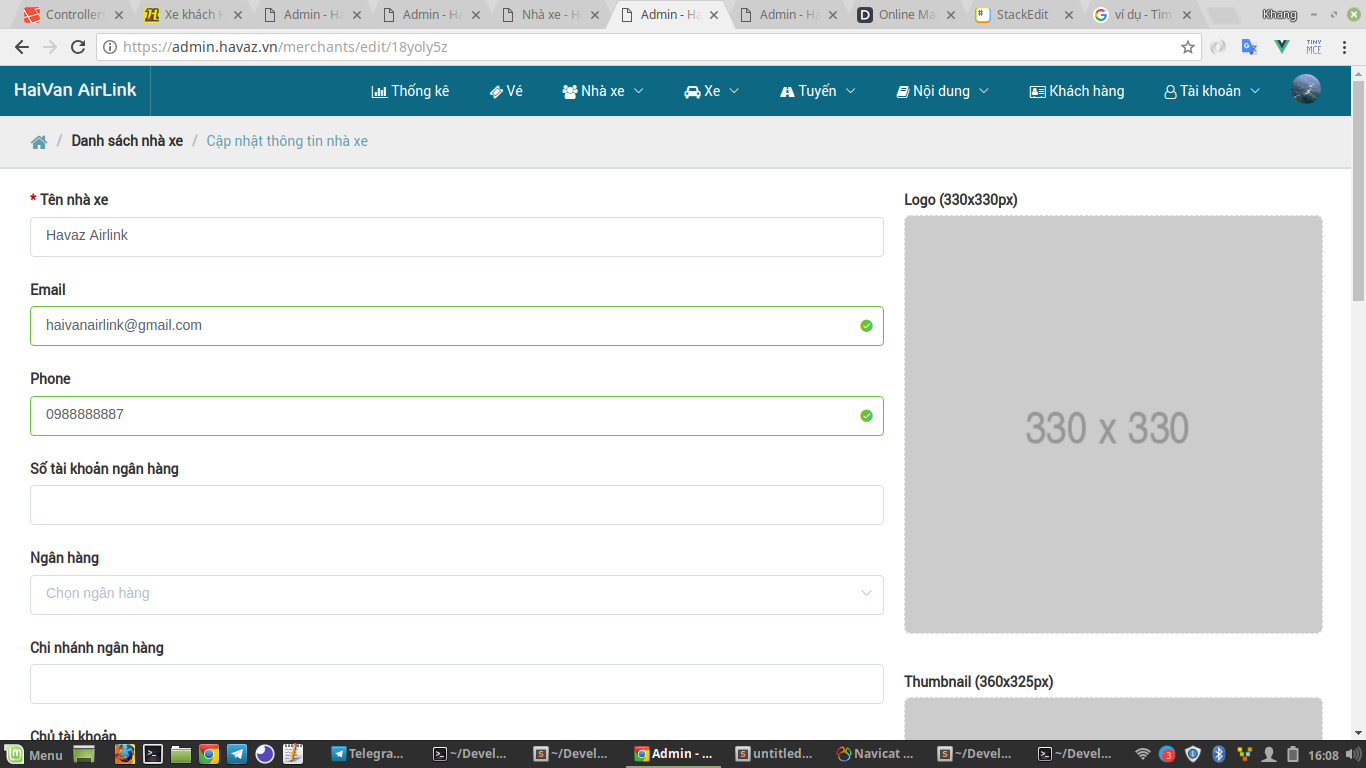 Controllers
Xe khách H
Admin - Ha
Admin - Ha
Nhà xe - H
Admin - Ha
Admin - Ha
Online Ma
StackEdit
ví dụ - Tìm
Khang
https://admin.havaz.vn/merchants/edit/18yoly5z
TINY
MCE
HaiVan AirLink
Thống kê
Vé
Nhà xe
Xe
Tuyến
Nội dung
Khách hàng
Tài khoản
/ Danh sách nhà xe / Cập nhật thông tin nhà xe
* Tên nhà xe
Havaz Airlink
Email
haivanairlink@gmail.com
Phone
0988888887
Số tài khoản ngân hàng
Ngân hàng
Chọn ngân hàng
Chi nhánh ngân hàng
Chủ tài khoản
Logo (330x330px)
330 x 330
Thumbnail (360x325px)
Menu
Telegra...
~/Devel...
~/Devel...
Admin - ...
untitled...
Navicat ...
~/Devel...
~/Devel...
3
16:08